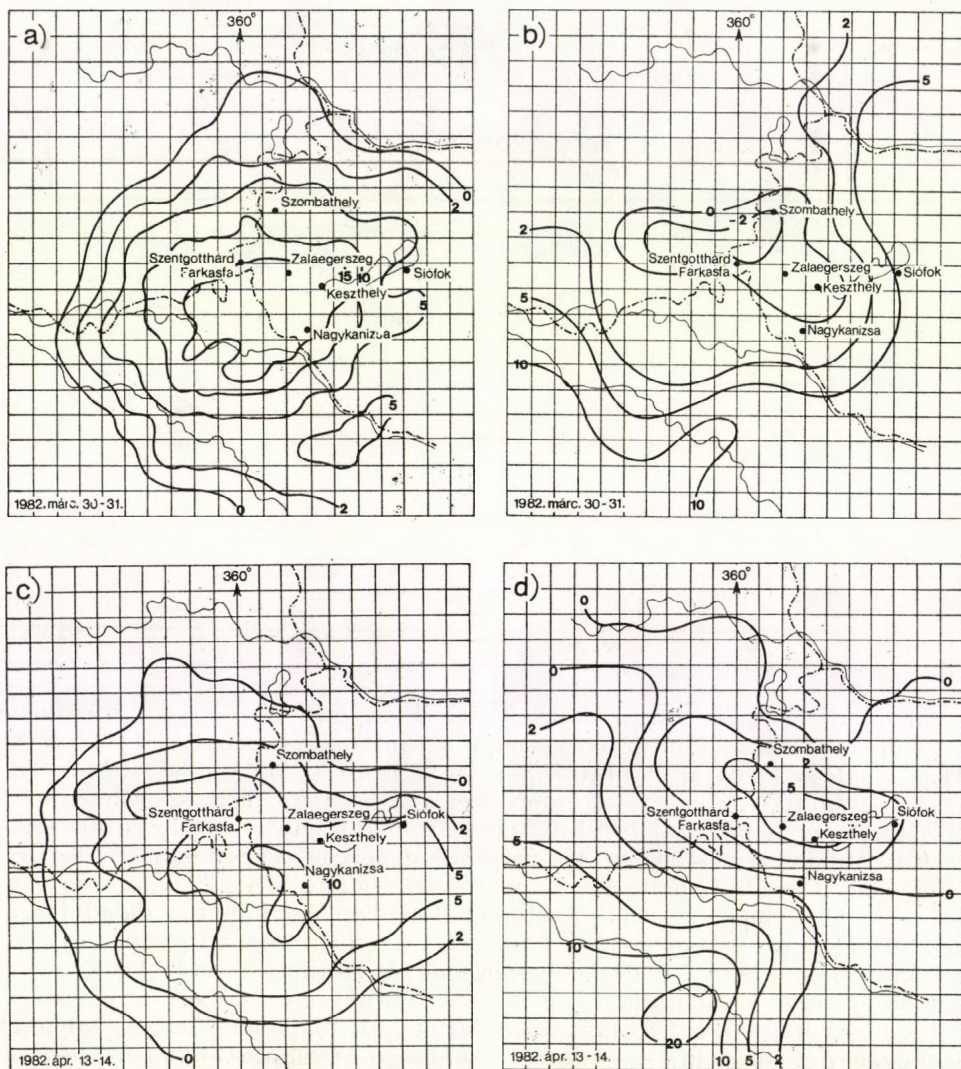 a)
360°
0
2
Szombathely
Szentgotthárd
Farkasfa
Zalaegerszeg
15 10
Siófok
Keszthely
5
Nagykanizsa
5
1982. márc. 30-31.
0
2
b)
360°
2
5
0
-2
Szombathely
2
Szentgotthárd
Farkasfa
Zalaegerszeg
Siófok
Keszthely
5
Nagykanizsa
10
1982. márc. 30-31.
10
c)
360°
Szombathely
0
Szentgotthárd
Farkasfa
Zalaegerszeg
Siófok
2
Keszthely
Nagykanizsa
5
10
5
2
1982. ápr. 13-14.
0
d)
360°
0
0
0
2
Szombathely
2
5
Szentgotthárd
Farkasfa
Zalaegerszeg
Siófok
Keszthely
5
Nagykanizsa
0
10
20
1982. ápr. 13-14.
10 5 2